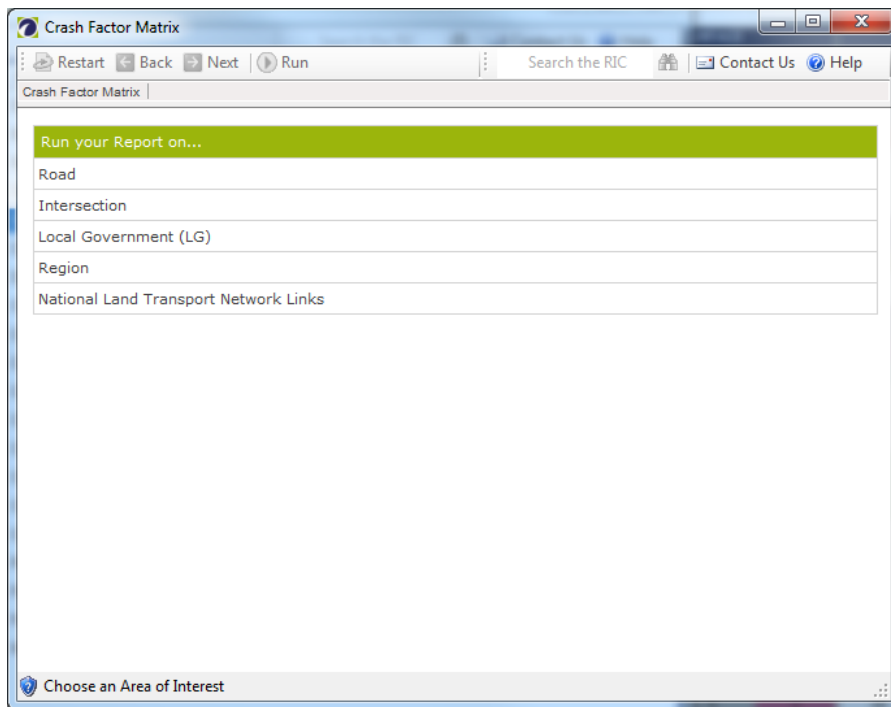 Crash Factor Matrix
Restart Back Next Run Search the RIC Contact Us Help
Crash Factor Matrix
Run your Report on...
Road
Intersection
Local Government (LG)
Region
National Land Transport Network Links
Choose an Area of Interest